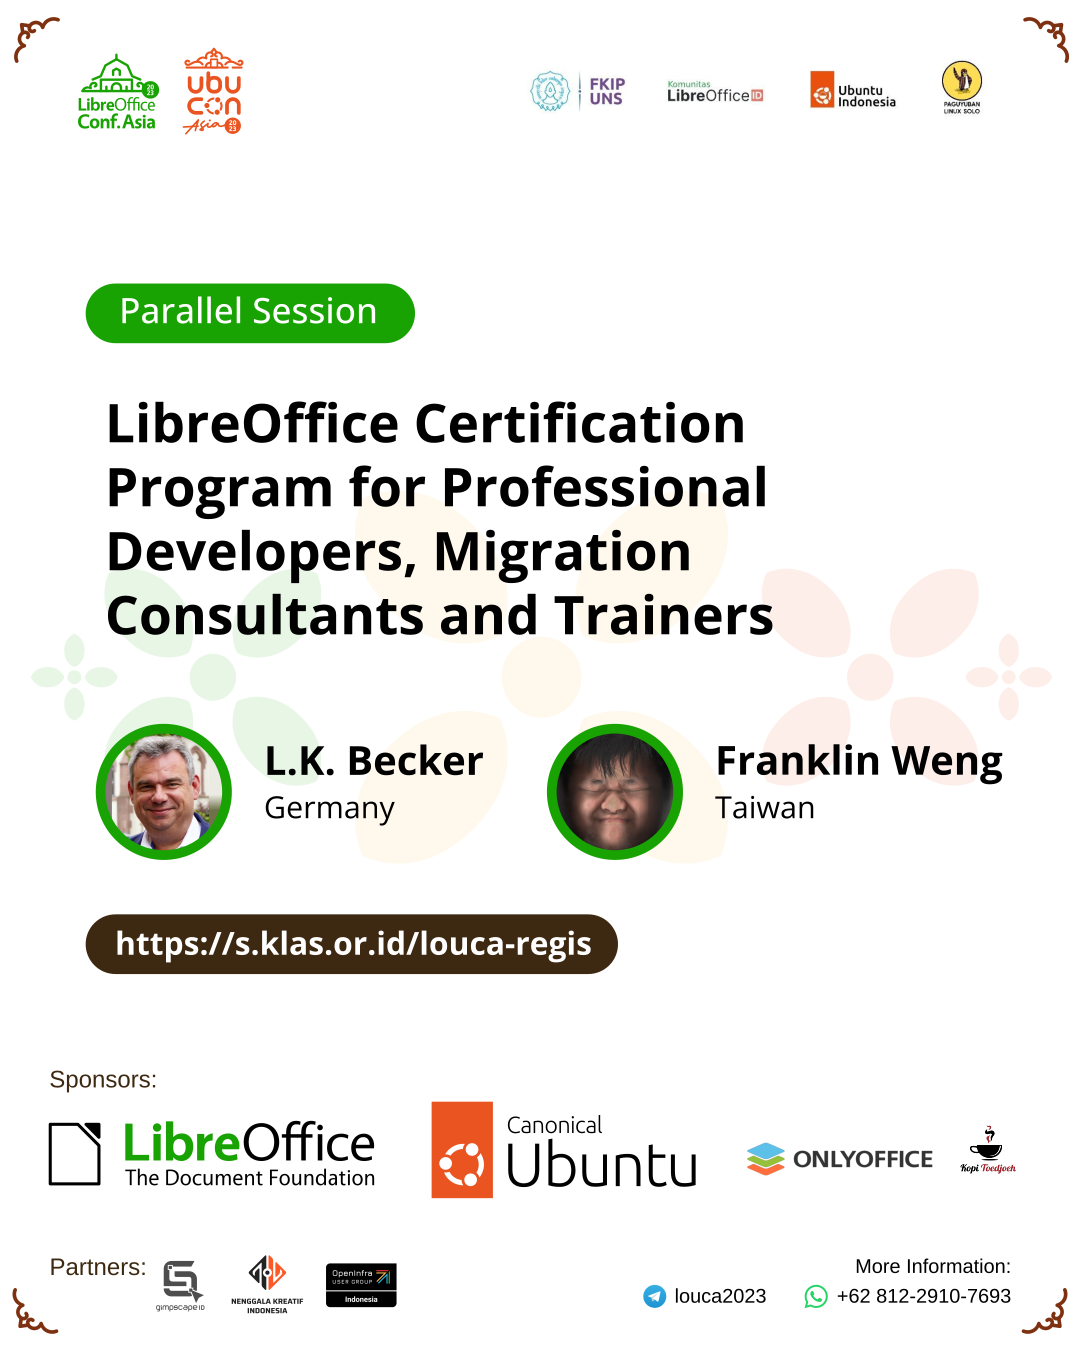 LibreOffice
Conf. Asia
2023
ubu
con
Asia
2023
FKIP
UNS
Komunitas
LibreOffice ID
Ubuntu
Indonesia
PAGUYUBAN
LINUX SOLO
Parallel Session
LibreOffice Certification
Program for Professional
Developers, Migration
Consultants and Trainers
L.K. Becker
Germany
Franklin Weng
Taiwan
https://s.klas.or.id/louca-regis
Sponsors:
LibreOffice
The Document Foundation
Canonical
Ubuntu
ONLYOFFICE
Kopi Toedjoeh
Partners:
gimpscape ID
NENGGALA KREATIF
INDONESIA
OpenInfra
USER GROUP
Indonesia
More Information:
louca2023
+62 812-2910-7693